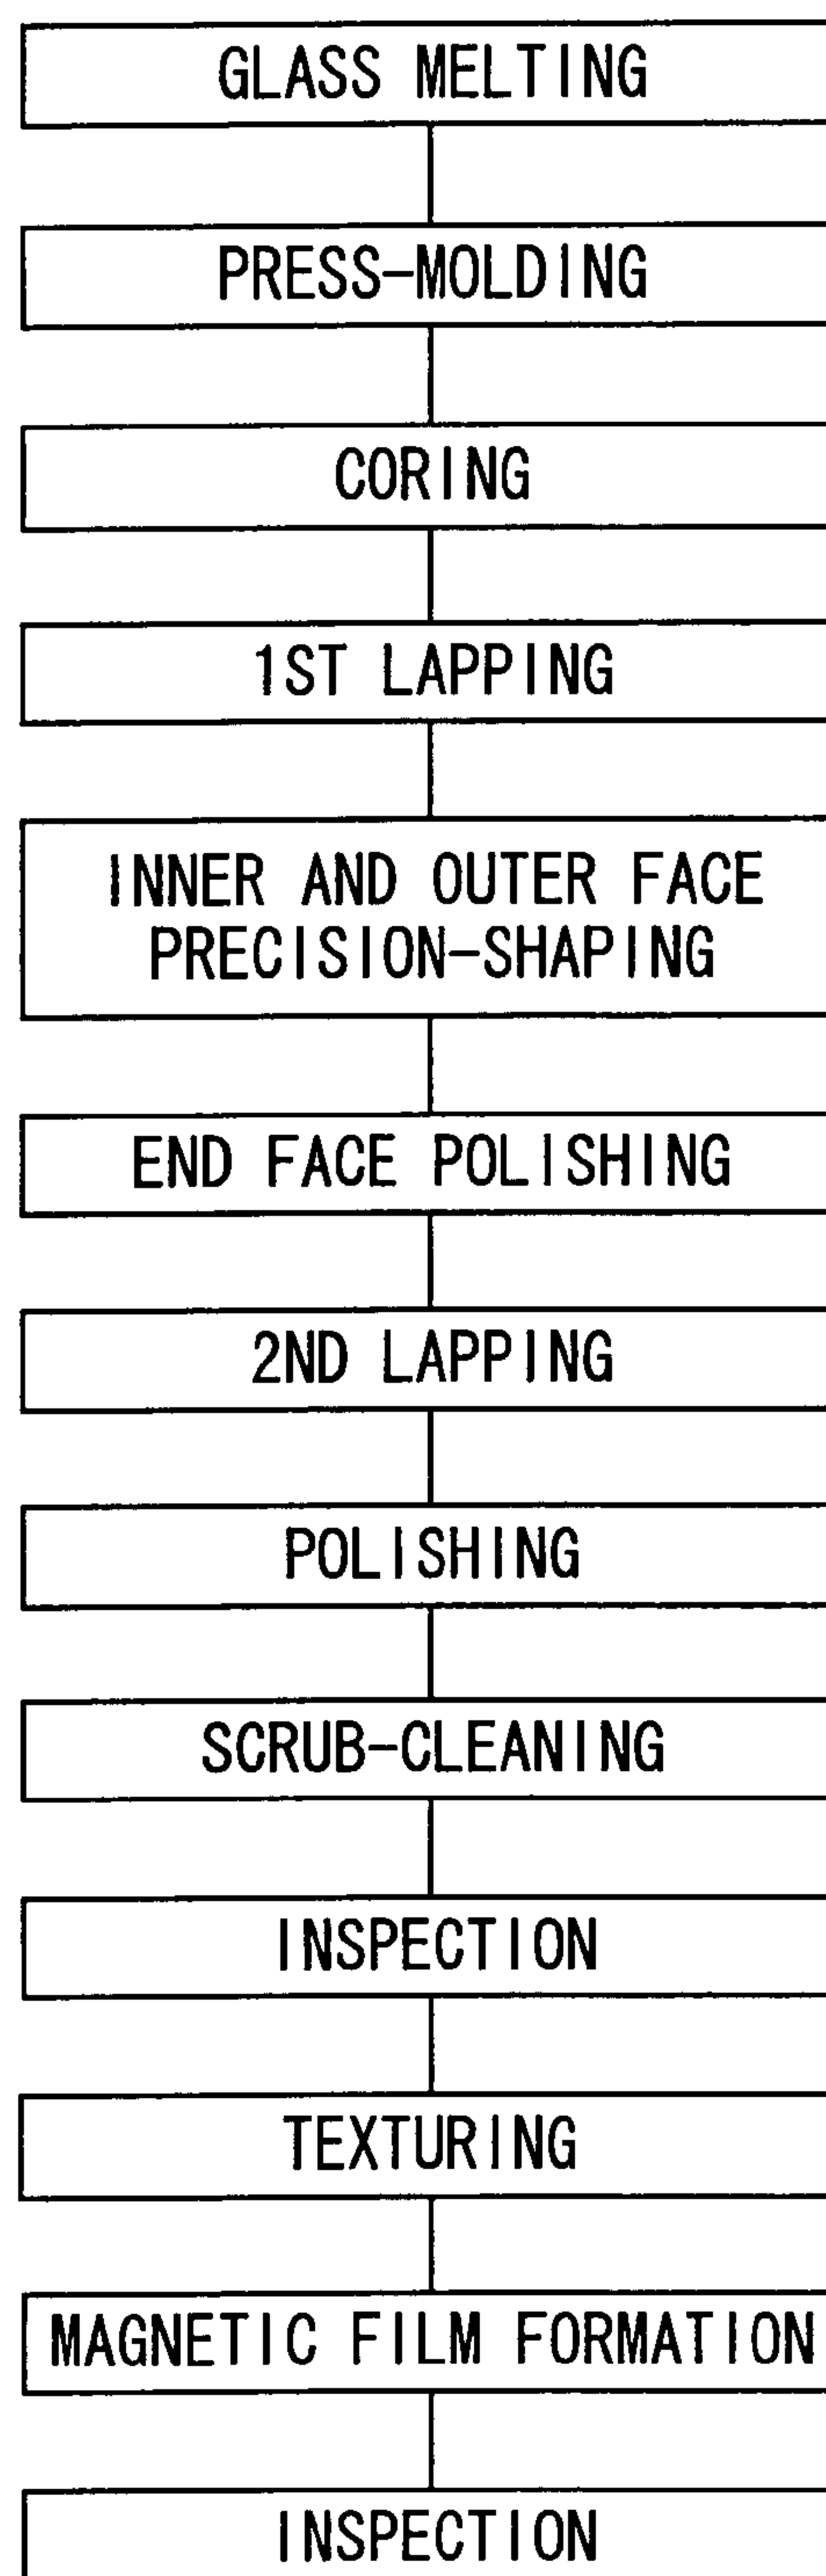 GLASS MELTING
PRESS-MOLDING
CORING
1ST LAPPING
INNER AND OUTER FACE
PRECISION-SHAPING
END FACE POLISHING
2ND LAPPING
POLISHING
SCRUB-CLEANING
INSPECTION
TEXTURING
MAGNETIC FILM FORMATION
INSPECTION